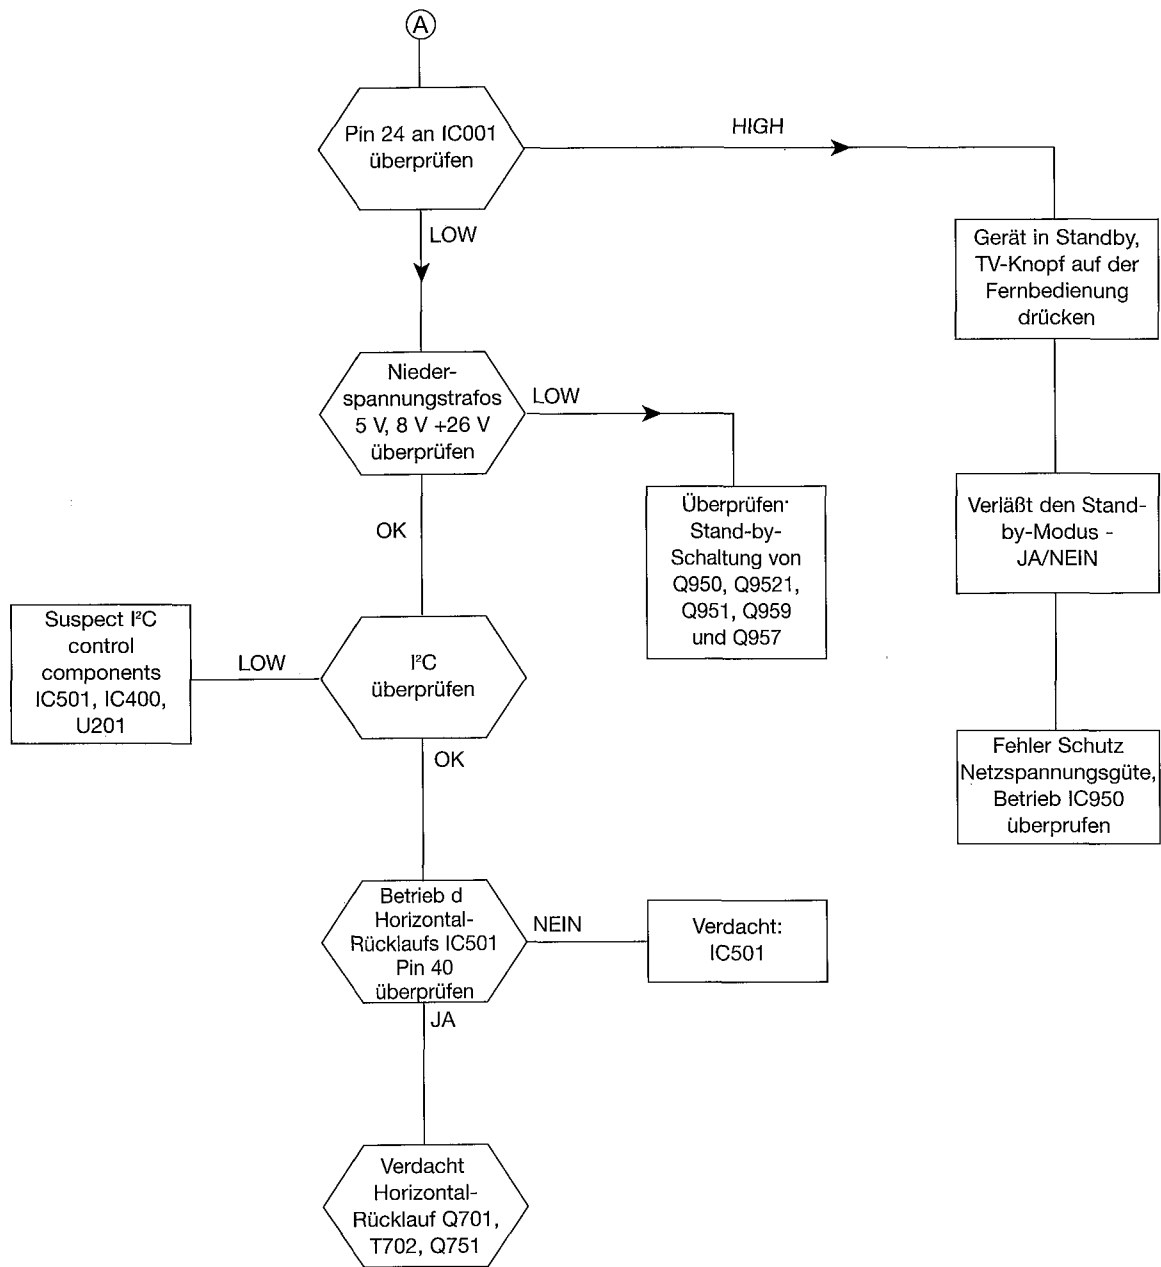 A
Pin 24 an IC001
überprüfen
HIGH
LOW
Gerät in Standby,
TV-Knopf auf der
Fernbedienung
drücken
Nieder-
spannungstrafos
5 V, 8 V +26 V
überprüfen
LOW
OK
Überprüfen:
Stand-by-
Schaltung von
Q950, Q9521,
Q951, Q959
und Q957
Verläßt den Stand-
by-Modus -
JA/NEIN
Suspect I²C
control
components
IC501, IC400,
U201
LOW
I²C
überprüfen
OK
Fehler Schutz
Netzspannungsgüte,
Betrieb IC950
überprufen
Betrieb d
Horizontal-
Rücklaufs IC501
Pin 40
überprüfen
NEIN
Verdacht:
IC501
JA
Verdacht
Horizontal-
Rücklauf Q701,
T702, Q751